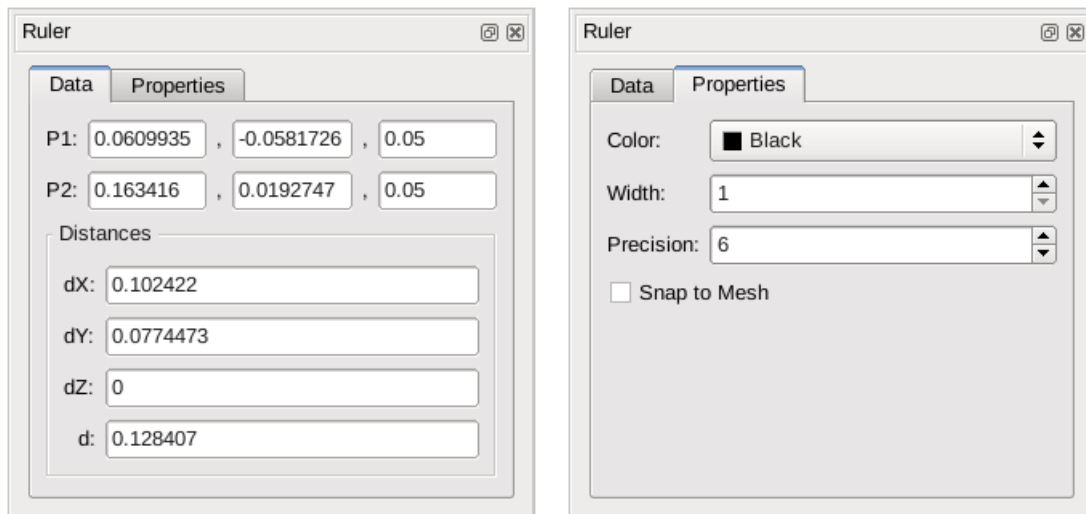 Ruler
Data Properties
P1: 0.0609935 , -0.0581726 , 0.05
P2: 0.163416 , 0.0192747 , 0.05
Distances
dX: 0.102422
dY: 0.0774473
dZ: 0
d: 0.128407
Ruler
Data Properties
Color: Black
Width: 1
Precision: 6
Snap to Mesh